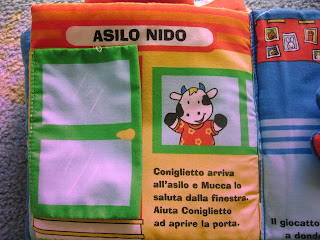 ASILO NIDO
Coniglietto arriva
all'asilo e Mucca lo
saluta dalla finestra.
Aiuta Coniglietto
ad aprire la porta.
Il giocatto
a dondo